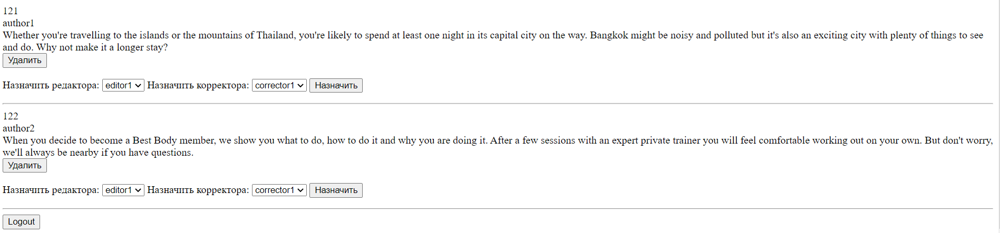 121
author1
Whether you're travelling to the islands or the mountains of Thailand, you're likely to spend at least one night in its capital city on the way. Bangkok might be noisy and polluted but it's also an exciting city with plenty of things to see
and do. Why not make it a longer stay?
Удалить
Назначить редактора: editor1 Назначить корректора: corrector1 Назначить
122
author2
When you decide to become a Best Body member, we show you what to do, how to do it and why you are doing it. After a few sessions with an expert private trainer you will feel comfortable working out on your own. But don't worry,
we'll always be nearby if you have questions.
Удалить
Назначить редактора: editor1 Назначить корректора: corrector1 Назначить
Logout